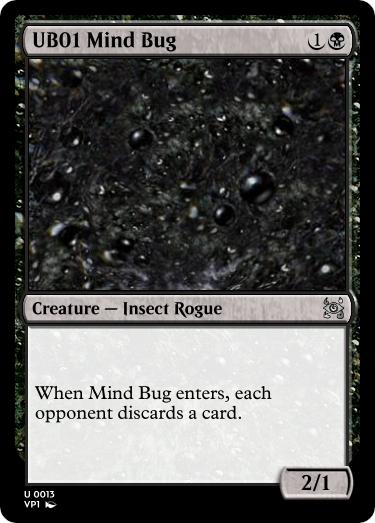 UB01 Mind Bug 1
Creature — Insect Rogue
When Mind Bug enters, each
opponent discards a card.
2/1
U 0013
VP1